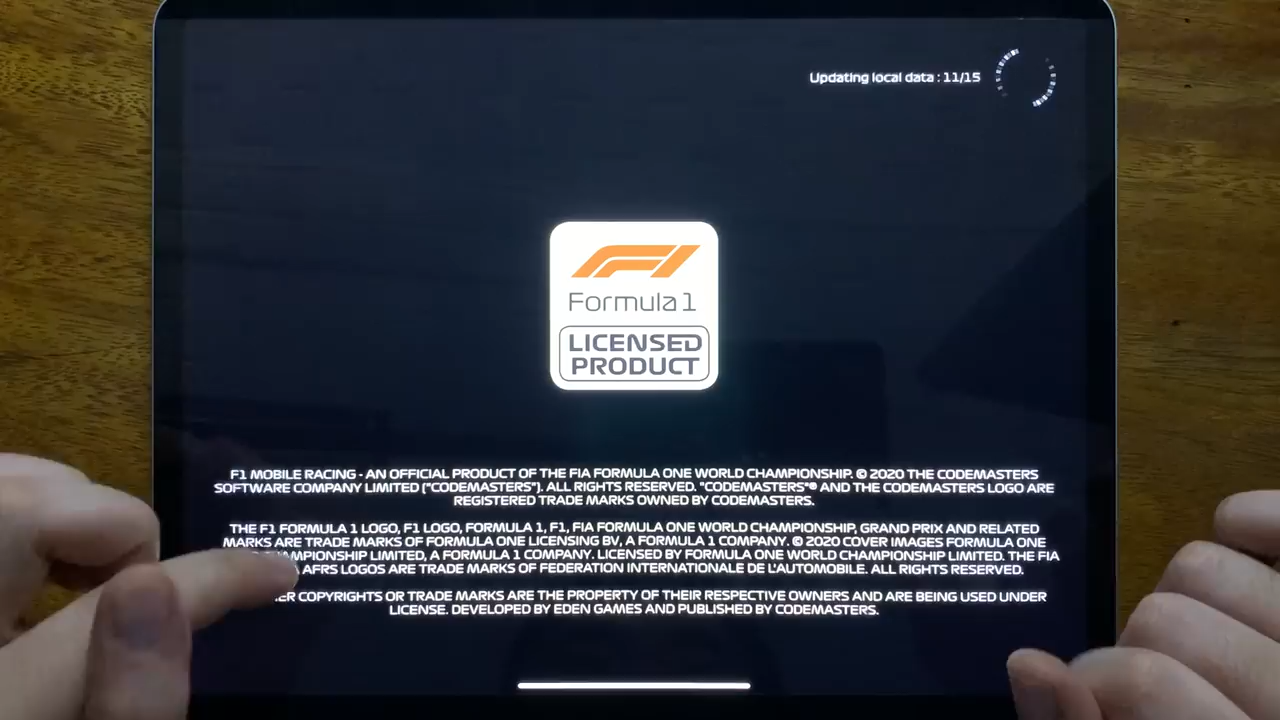 Updating local data : 11/15
F1
Formula 1
LICENSED
PRODUCT
F1 MOBILE RACING - AN OFFICIAL PRODUCT OF THE FIA FORMULA ONE WORLD CHAMPIONSHIP. © 2020 THE CODEMASTERS
SOFTWARE COMPANY LIMITED ("CODEMASTERS"). ALL RIGHTS RESERVED. "CODEMASTERS"® AND THE CODEMASTERS LOGO ARE
REGISTERED TRADE MARKS OWNED BY CODEMASTERS.
THE F1 FORMULA 1 LOGO, F1 LOGO, FORMULA 1, F1, FIA FORMULA ONE WORLD CHAMPIONSHIP, GRAND PRIX AND RELATED
MARKS ARE TRADE MARKS OF FORMULA ONE LICENSING BV, A FORMULA 1 COMPANY. © 2020 COVER IMAGES FORMULA ONE
LIMITED, A FORMULA 1 COMPANY. LICENSED BY FORMULA ONE WORLD CHAMPIONSHIP LIMITED. THE FIA
AFRS LOGOS ARE TRADE MARKS OF FEDERATION INTERNATIONALE DE L'AUTOMOBILE. ALL RIGHTS RESERVED.
COPYRIGHTS OR TRADE MARKS ARE THE PROPERTY OF THEIR RESPECTIVE OWNERS AND ARE BEING USED UNDER
LICENSE. DEVELOPED BY EDEN GAMES AND PUBLISHED BY CODEMASTERS.